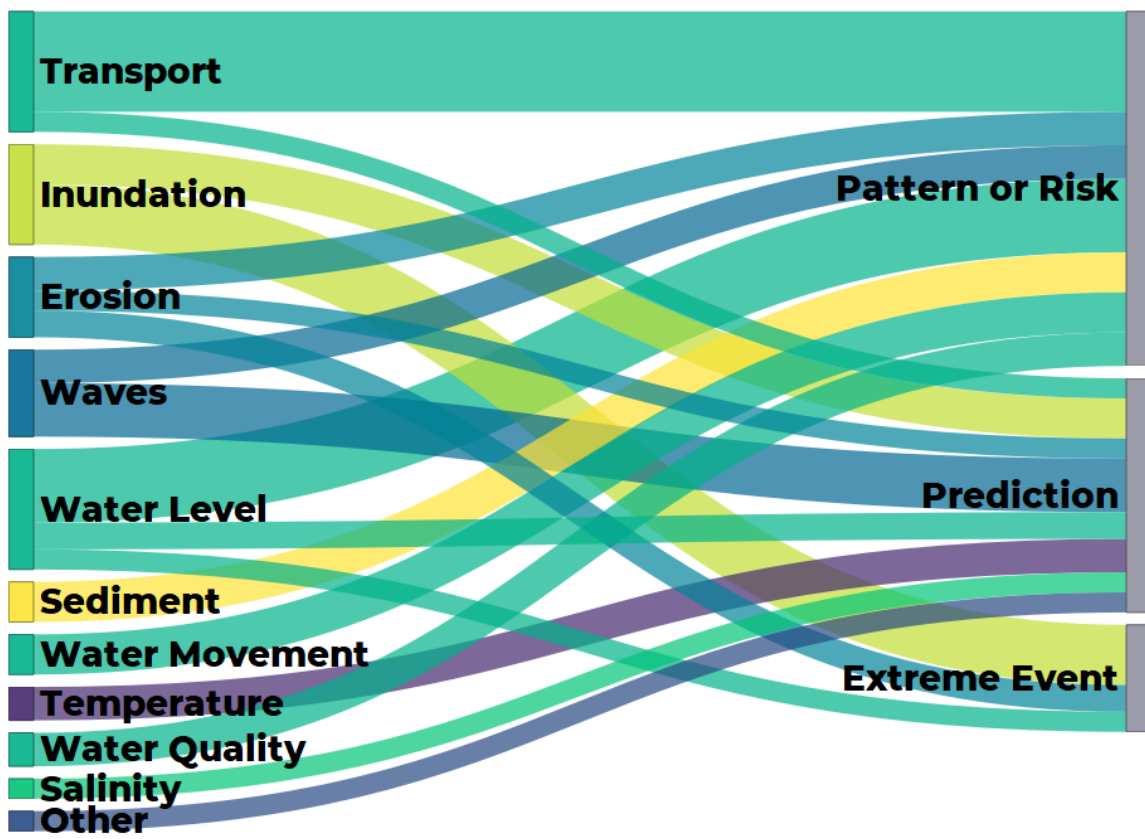 Transport
Inundation
Erosion
Waves
Water Level
Sediment
Water Movement
Temperature
Water Quality
Salinity
Other
Pattern or Risk
Prediction
Extreme Event